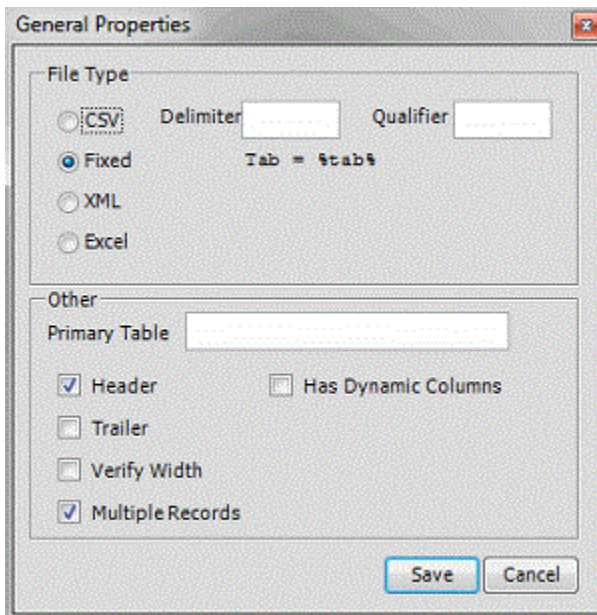 General Properties
File Type
CSV Delimiter Qualifier
Fixed Tab = %tab%
XML
Excel
Other
Primary Table
Header Has Dynamic Columns
Trailer
Verify Width
Multiple Records
Save Cancel